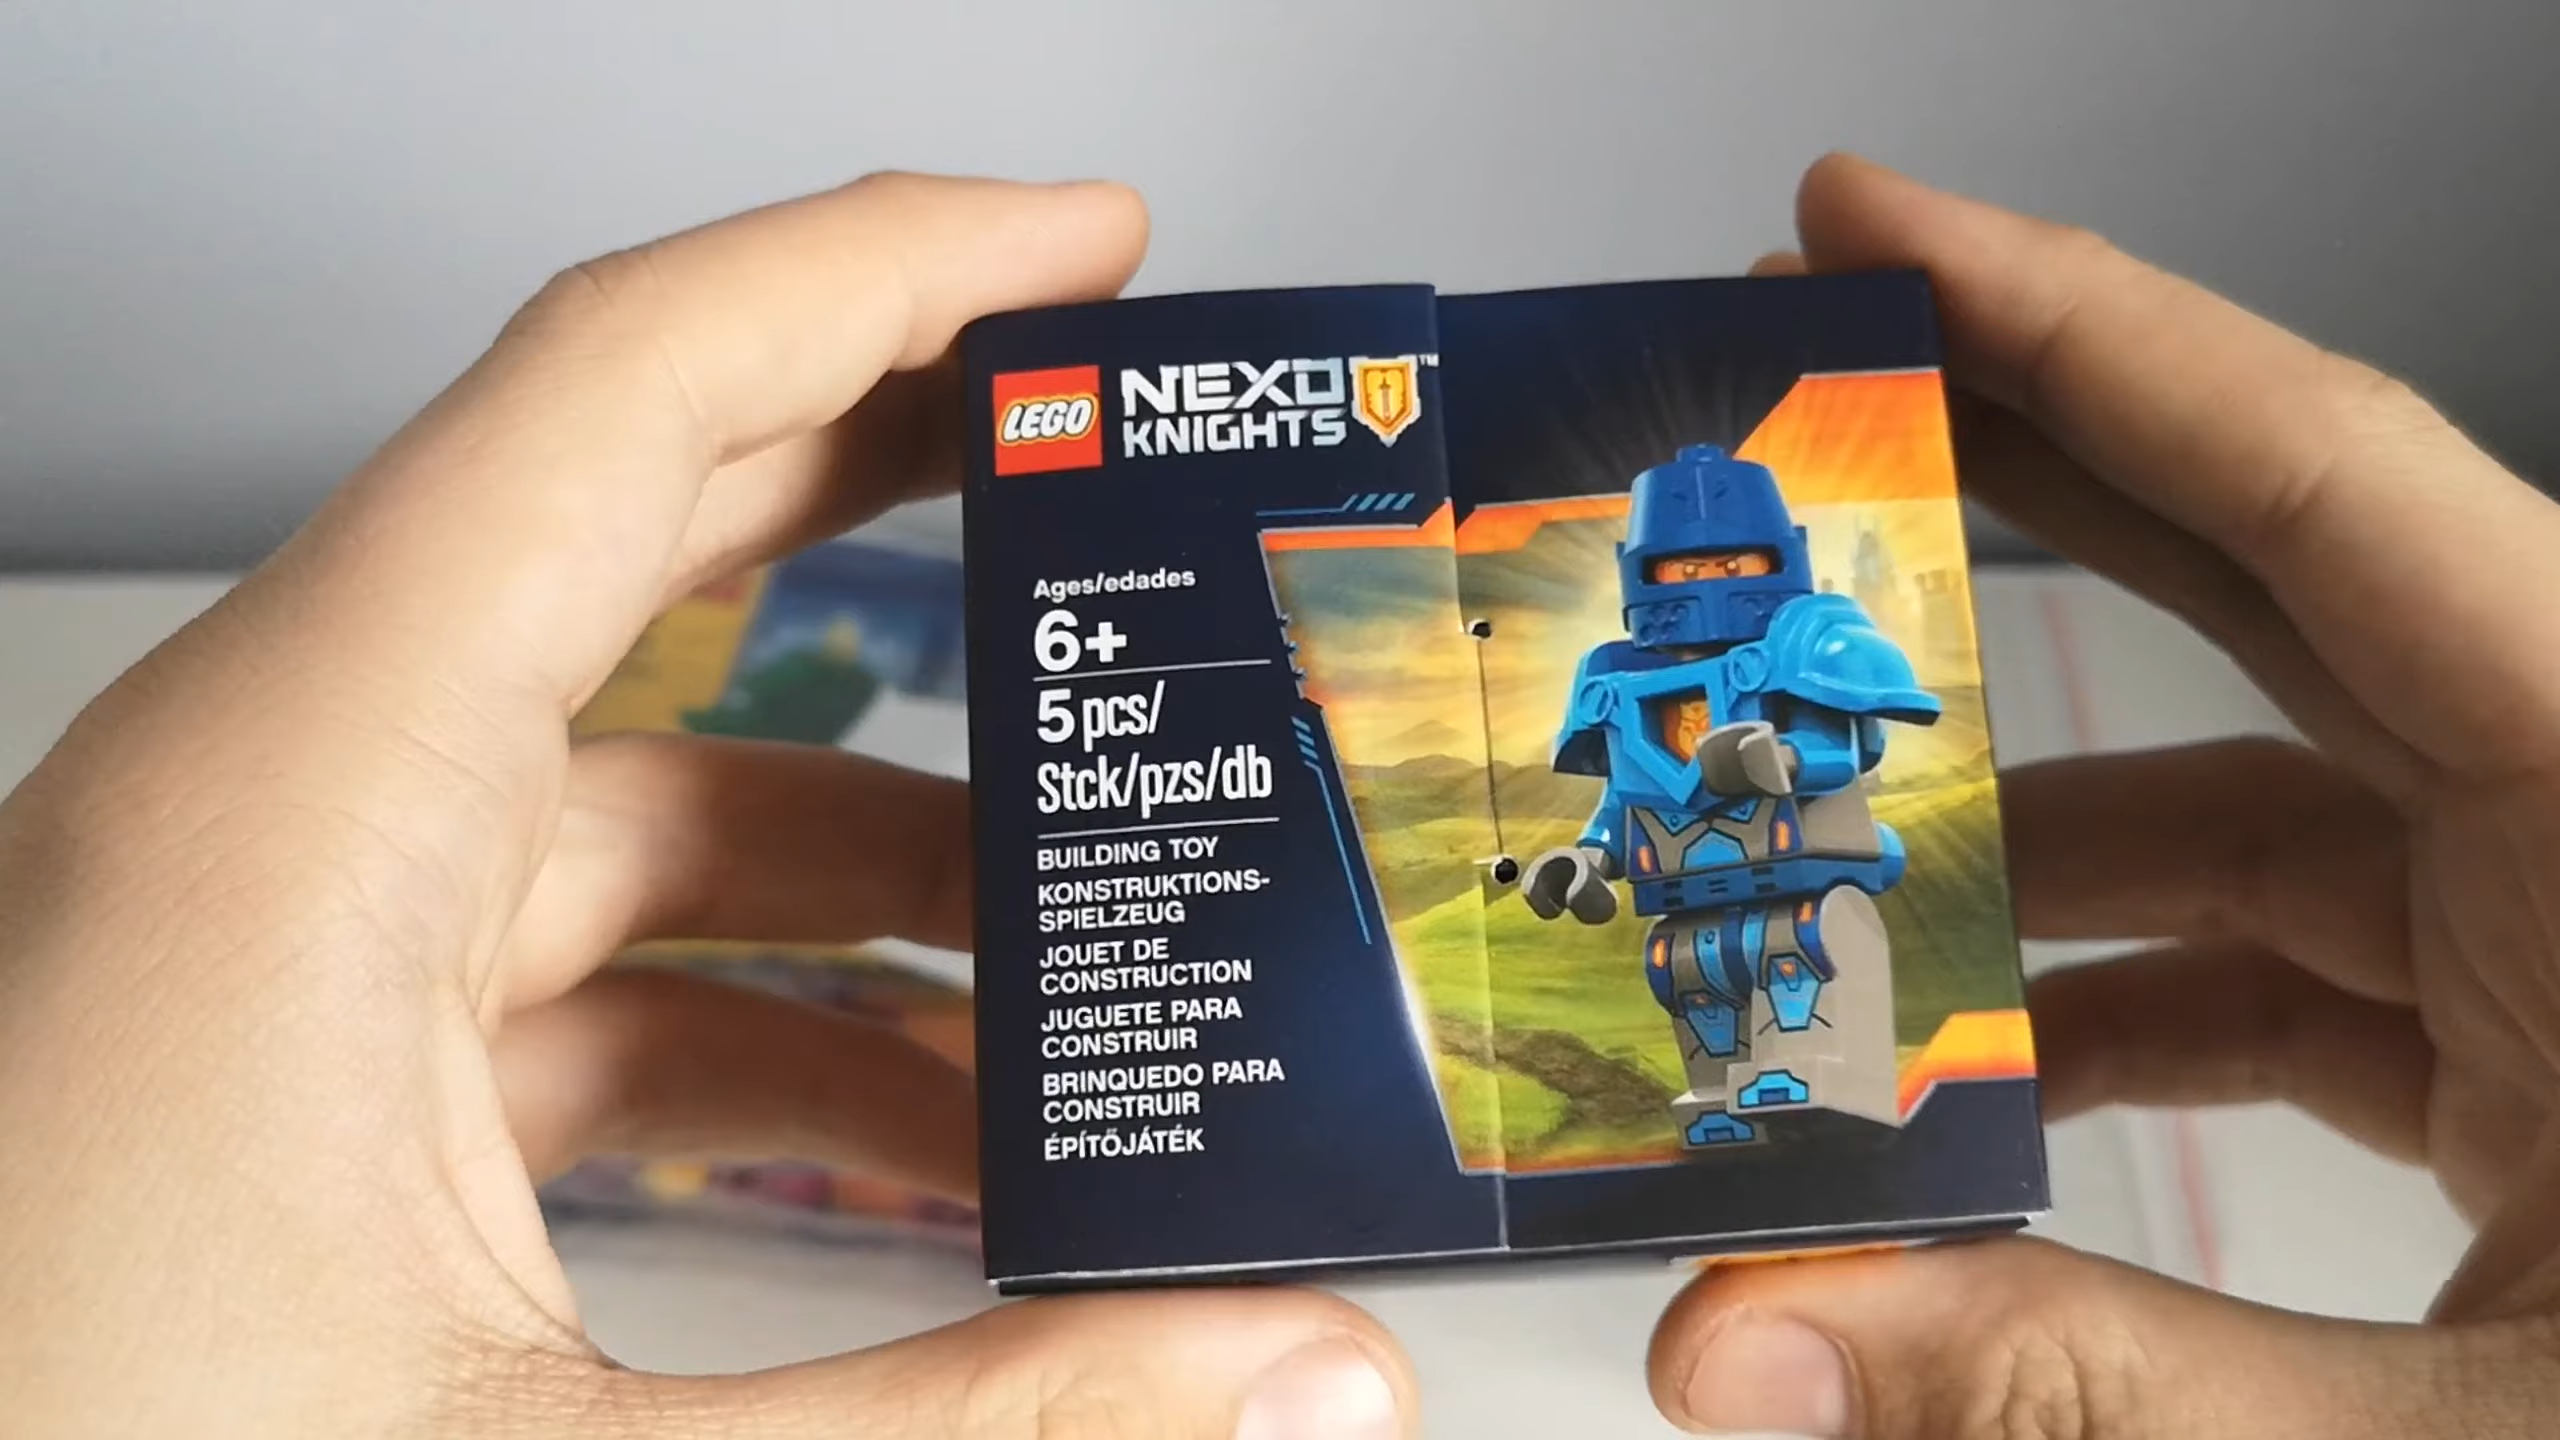 LEGO
NEXO
KNIGHTS
TM
Ages/edades
6+
5 pcs/
Stck/pzs/db
BUILDING TOY
KONSTRUKTIONS-
SPIELZEUG
JOUET DE
CONSTRUCTION
JUGUETE PARA
CONSTRUIR
BRINQUEDO PARA
CONSTRUIR
ÉPÍTŐJÁTÉK